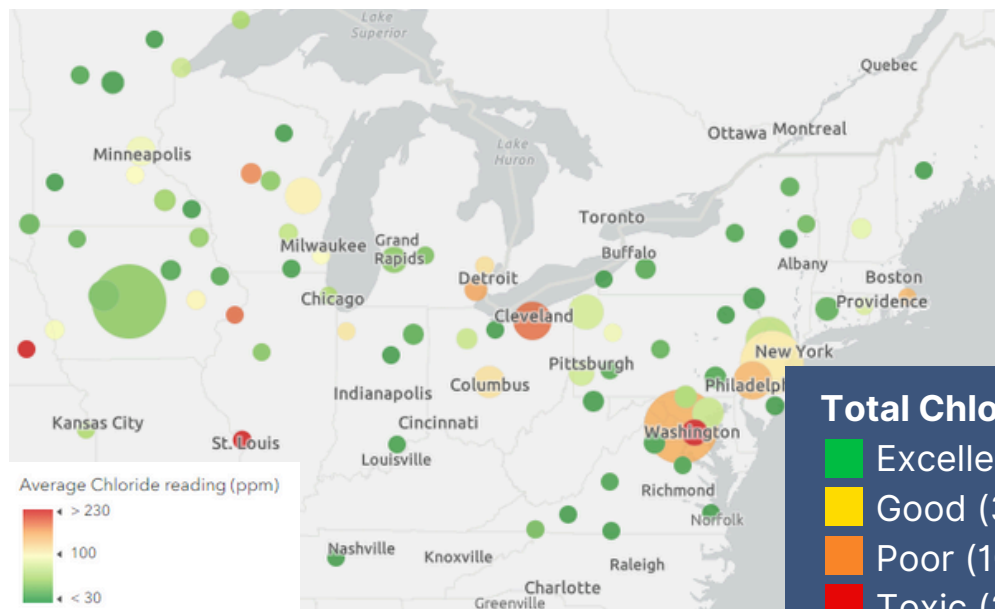 Lake
Superior
Quebec
Ottawa
Montreal
Minneapolis
Lake
Huron
Toronto
Milwaukee
Grand
Rapids
Buffalo
Albany
Detroit
Boston
Chicago
Cleveland
Providence
New York
Pittsburgh
Indianapolis
Columbus
Philadelph
Kansas City
Cincinnati
St. Louis
Washington
Louisville
Richmond
Norfolk
Nashville
Knoxville
Raleigh
Charlotte
Greenville
Average Chloride reading (ppm)
> 230
100
< 30
Total Chlo
Excelle
Good (3
Poor (1
Toxic (2